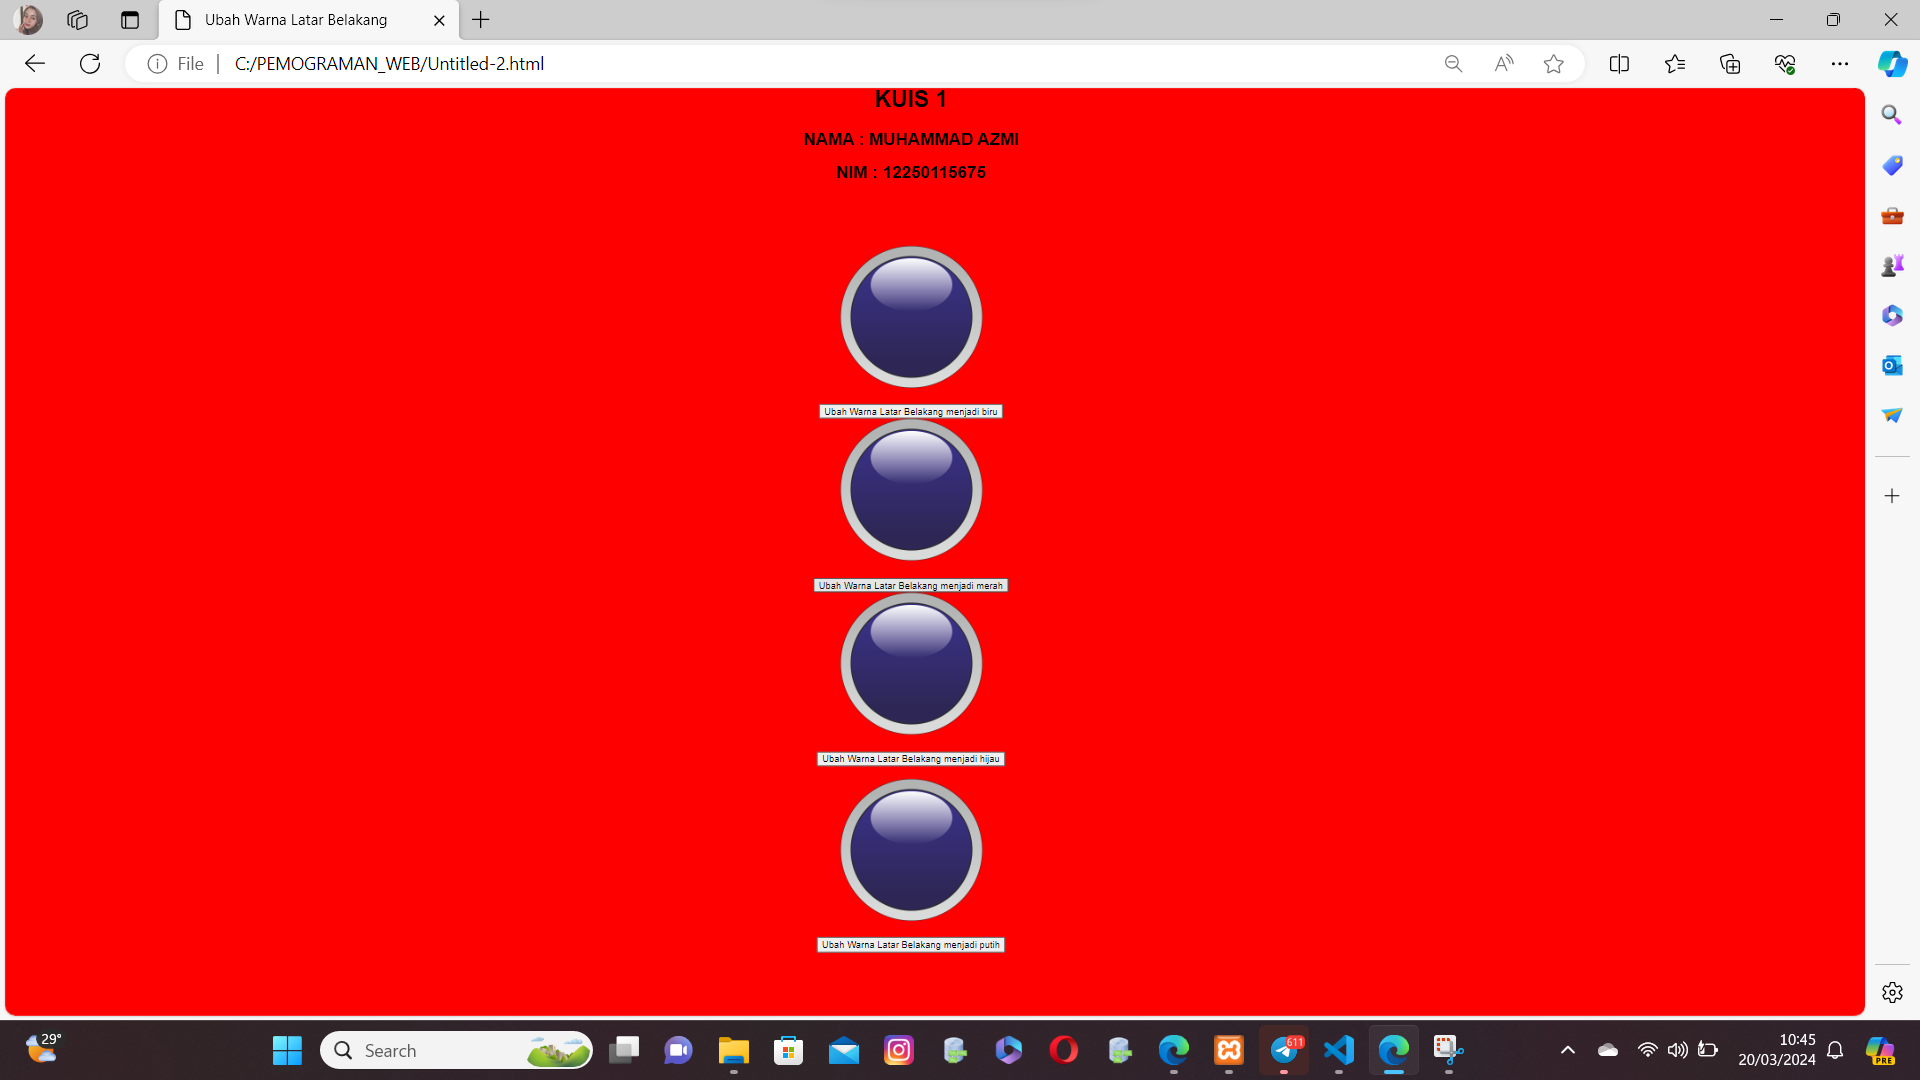 Ubah Warna Latar Belakang
File
C:/PEMOGRAMAN_WEB/Untitled-2.html
KUIS 1
NAMA : MUHAMMAD AZMI
NIM : 12250115675
Ubah Warna Latar Belakang menjadi biru
Ubah Warna Latar Belakang menjadi merah
Ubah Warna Latar Belakang menjadi hijau
Ubah Warna Latar Belakang menjadi putih
29°
Search
611
10:45
20/03/2024
PRE